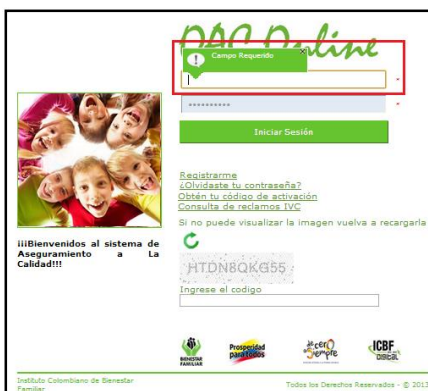 OAC Online
Campo Requerido
Iniciar Sesión
Registrarme
¿Olvidaste tu contraseña?
Obtén tu código de activación
Consulta de reclamos IVC
Si no puede visualizar la imagen vuelva a recargarla
HTDN8QKG55
Ingrese el codigo
¡¡¡Bienvenidos al sistema de
Aseguramiento a La
Calidad!!!
BIENESTAR
FAMILIAR
Prosperidad
para todos
de cerO
a Siempre
ICBF
DIGITAL
Instituto Colombiano de Bienestar
Familiar
Todos los Derechos Reservados - © 2013